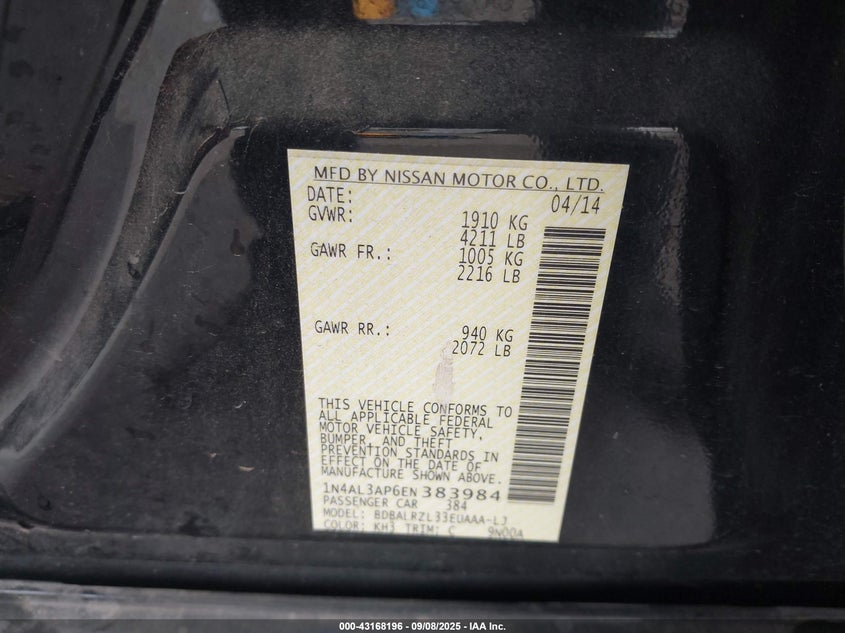 MFD BY NISSAN MOTOR CO., LTD.
DATE: 04/14
GVWR: 1910 KG
4211 LB
GAWR FR.: 1005 KG
2216 LB
GAWR RR.: 940 KG
2072 LB
THIS VEHICLE CONFORMS TO
ALL APPLICABLE FEDERAL
MOTOR VEHICLE SAFETY,
BUMPER, AND THEFT
PREVENTION STANDARDS IN
EFFECT ON THE DATE OF
MANUFACTURE SHOWN ABOVE.
1N4AL3AP6EN383984
PASSENGER CAR 384
MODEL: BDBALRZL33EUAAA-LJ
COLOR: KH3 TRIM: C 9N00A
000-43168196 - 09/08/2025 - IAA Inc.